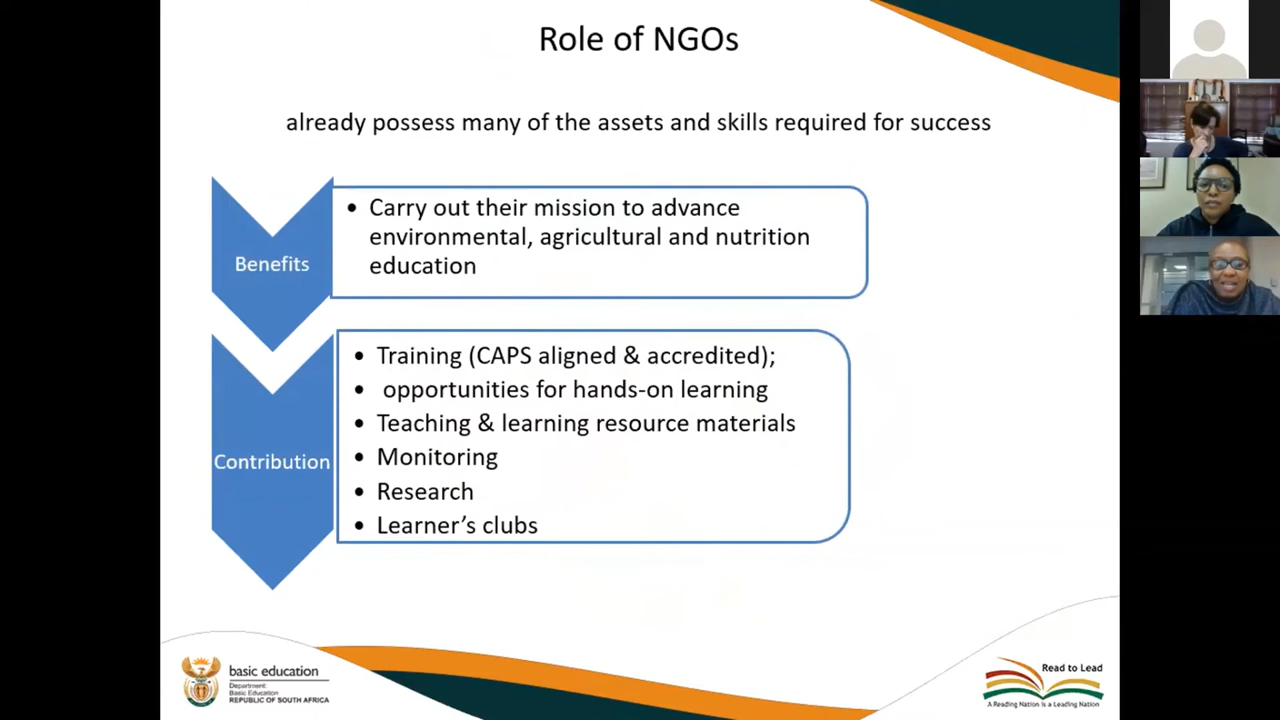 Role of NGOs
already possess many of the assets and skills required for success
Benefits
• Carry out their mission to advance
environmental, agricultural and nutrition
education
Contribution
• Training (CAPS aligned & accredited);
• opportunities for hands-on learning
• Teaching & learning resource materials
• Monitoring
• Research
• Learner’s clubs
basic education
Department:
Basic Education
REPUBLIC OF SOUTH AFRICA
Read to Lead
A Reading Nation is a Leading Nation